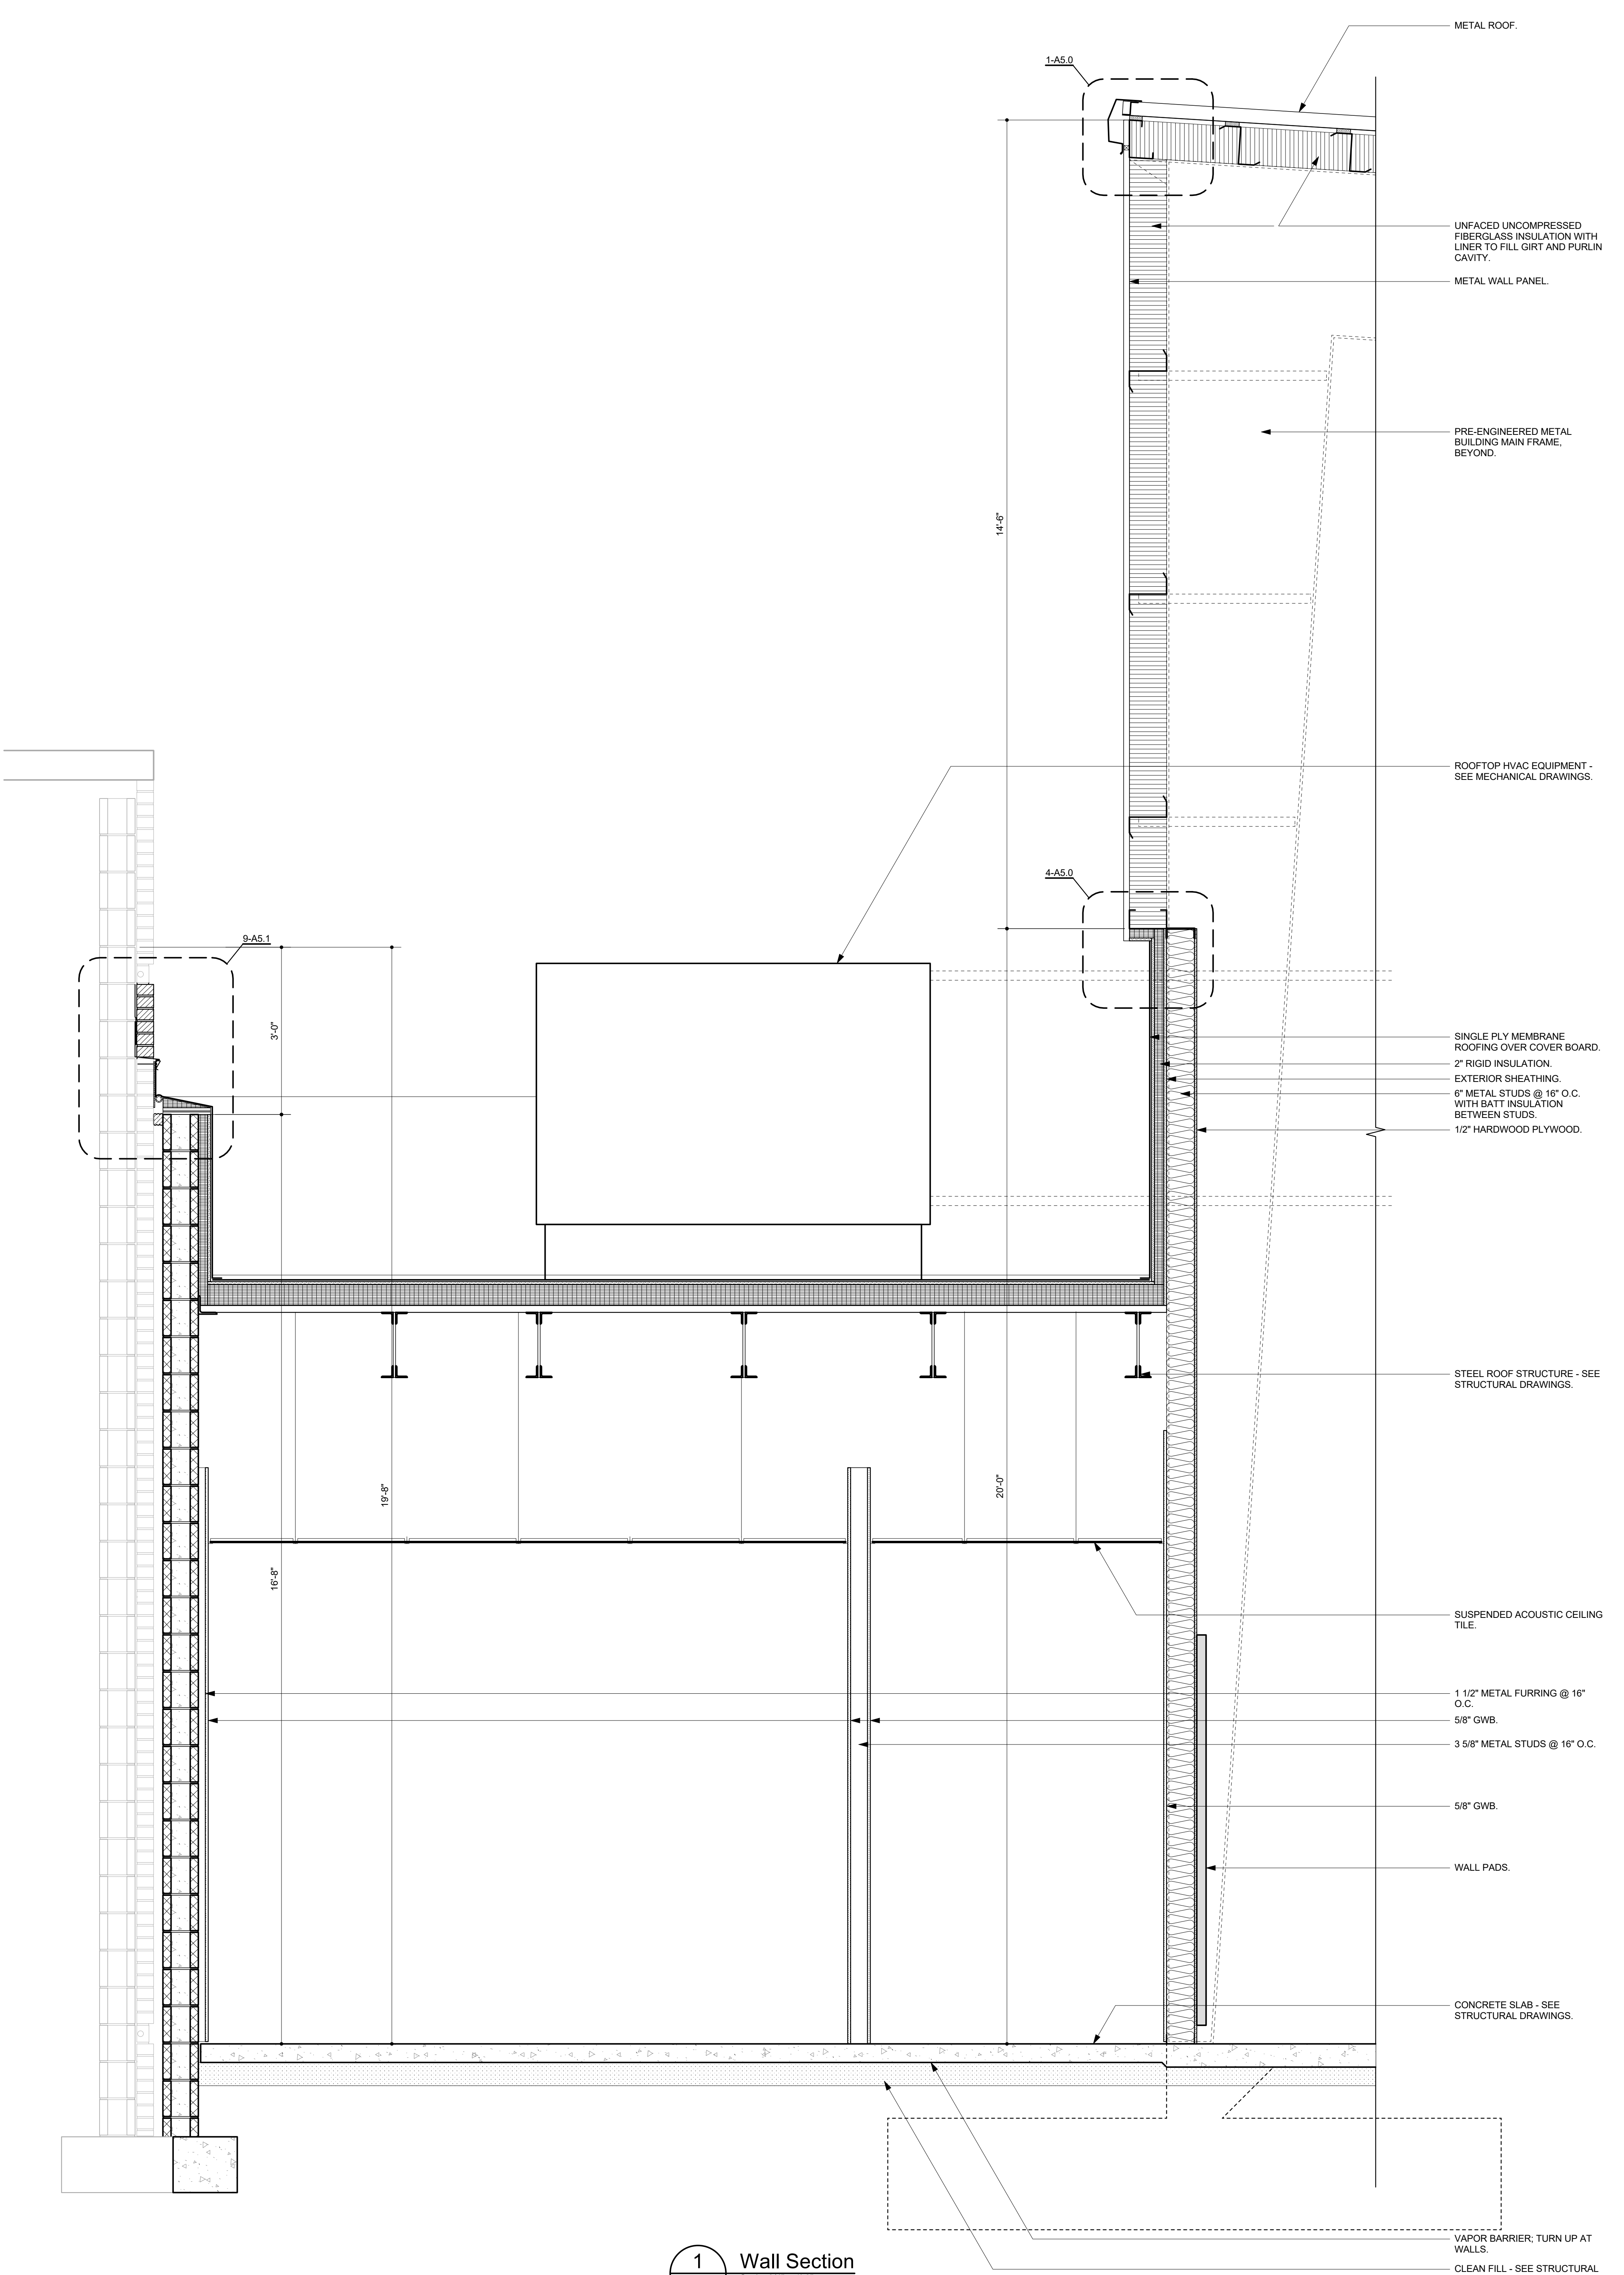 METAL ROOF.
1-A5.0
UNFACED UNCOMPRESSED
FIBERGLASS INSULATION WITH
LINER TO FILL GIRT AND PURLIN
CAVITY.
METAL WALL PANEL.
PRE-ENGINEERED METAL
BUILDING MAIN FRAME,
BEYOND.
14'-6"
ROOFTOP HVAC EQUIPMENT -
SEE MECHANICAL DRAWINGS.
4-A5.0
9-A5.1
3'-0"
SINGLE PLY MEMBRANE
ROOFING OVER COVER BOARD.
2" RIGID INSULATION.
EXTERIOR SHEATHING.
6" METAL STUDS @ 16" O.C.
WITH BATT INSULATION
BETWEEN STUDS.
1/2" HARDWOOD PLYWOOD.
STEEL ROOF STRUCTURE - SEE
STRUCTURAL DRAWINGS.
19'-8"
20'-0"
16'-8"
SUSPENDED ACOUSTIC CEILING
TILE.
1 1/2" METAL FURRING @ 16"
O.C.
5/8" GWB.
3 5/8" METAL STUDS @ 16" O.C.
5/8" GWB.
WALL PADS.
CONCRETE SLAB - SEE
STRUCTURAL DRAWINGS.
VAPOR BARRIER; TURN UP AT
WALLS.
1 Wall Section
CLEAN FILL - SEE STRUCTURAL